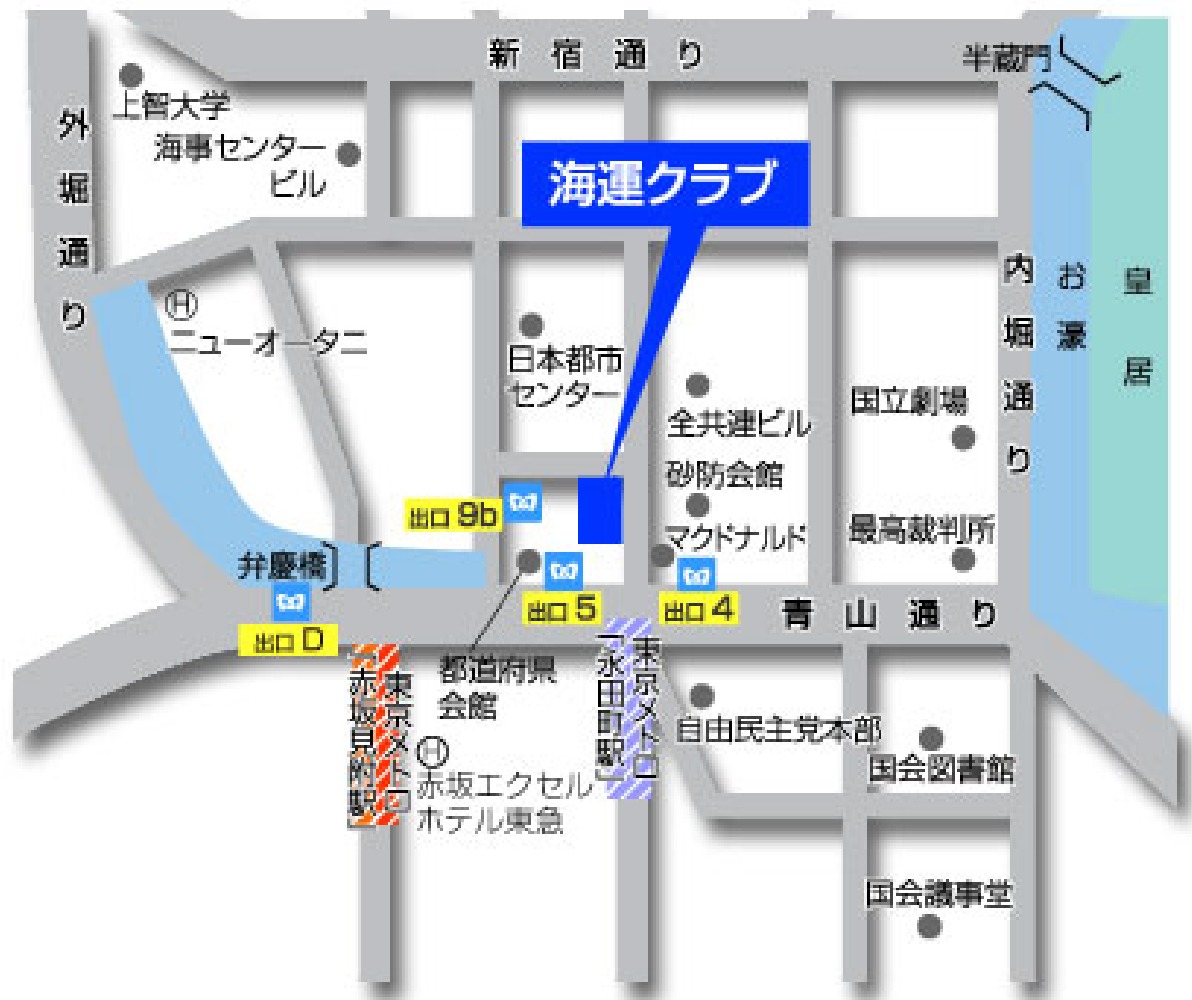 新宿通り
半蔵門
上智大学
外堀通り
海事センター
ビル
海運クラブ
内堀通り
お濠
皇居
Ⓗ
ニューオータニ
日本都市
センター
全共連ビル
国立劇場
砂防会館
出口 9b
マクドナルド
最高裁判所
弁慶橋
出口 5
出口 4
青山通り
出口 D
東京メトロ
「永田町駅」
東京メトロ
「赤坂見附駅」
都道府県
会館
自由民主党本部
国会図書館
Ⓗ
赤坂エクセル
ホテル東急
国会議事堂